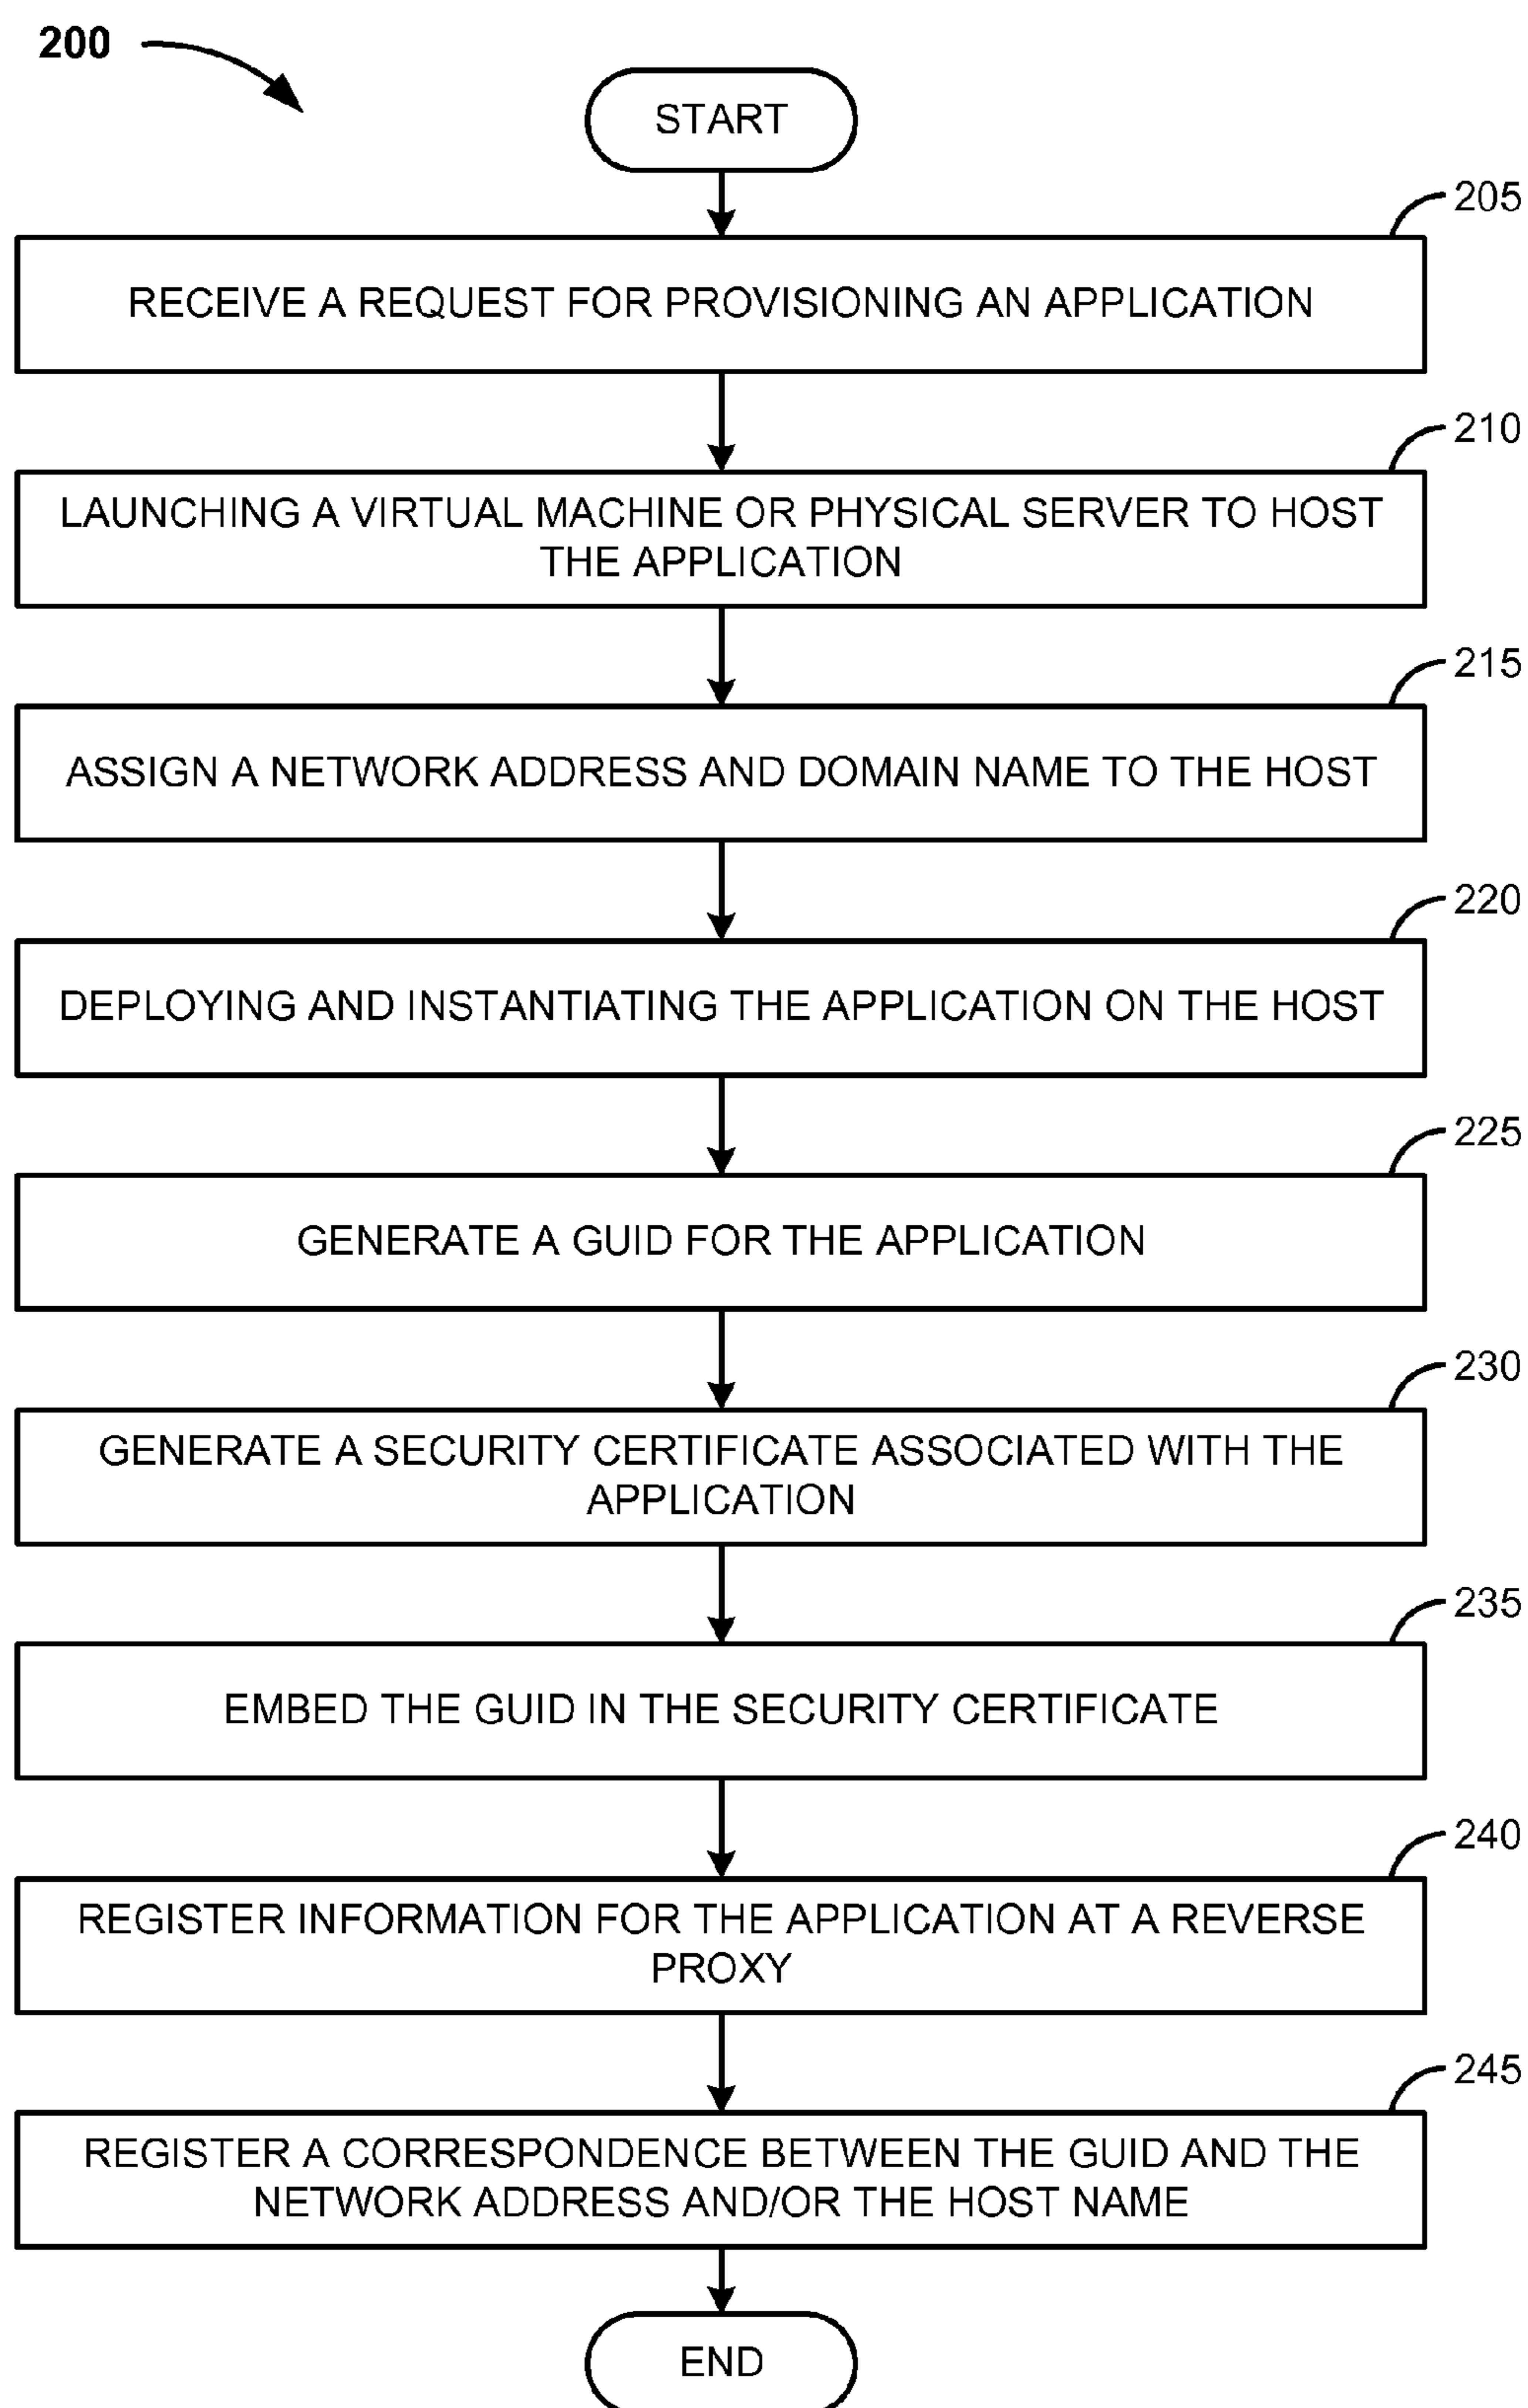 200
START
205
RECEIVE A REQUEST FOR PROVISIONING AN APPLICATION
210
LAUNCHING A VIRTUAL MACHINE OR PHYSICAL SERVER TO HOST
THE APPLICATION
215
ASSIGN A NETWORK ADDRESS AND DOMAIN NAME TO THE HOST
220
DEPLOYING AND INSTANTIATING THE APPLICATION ON THE HOST
225
GENERATE A GUID FOR THE APPLICATION
230
GENERATE A SECURITY CERTIFICATE ASSOCIATED WITH THE
APPLICATION
235
EMBED THE GUID IN THE SECURITY CERTIFICATE
240
REGISTER INFORMATION FOR THE APPLICATION AT A REVERSE
PROXY
245
REGISTER A CORRESPONDENCE BETWEEN THE GUID AND THE
NETWORK ADDRESS AND/OR THE HOST NAME
END